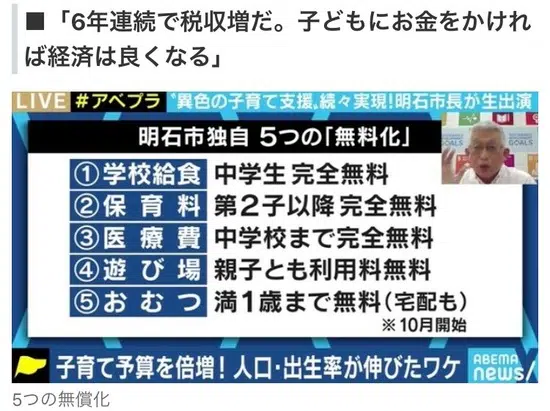 ■「6年連続で税収増だ。子どもにお金をかけれ
ば経済は良くなる」
LIVE #アベプラ "異色の子育て支援"続々実現!明石市長が生出演
明石市独自 5つの「無料化」
①学校給食 中学生 完全無料
②保育料 第2子以降 完全無料
③医療費 中学校まで完全無料
④遊び場 親子とも利用料無料
⑤おむつ 満1歳まで無料(宅配も)
※10月開始
GOALS
子育て予算を倍増!人口・出生率が伸びたワケ
ABEMA
news/
5つの無償化